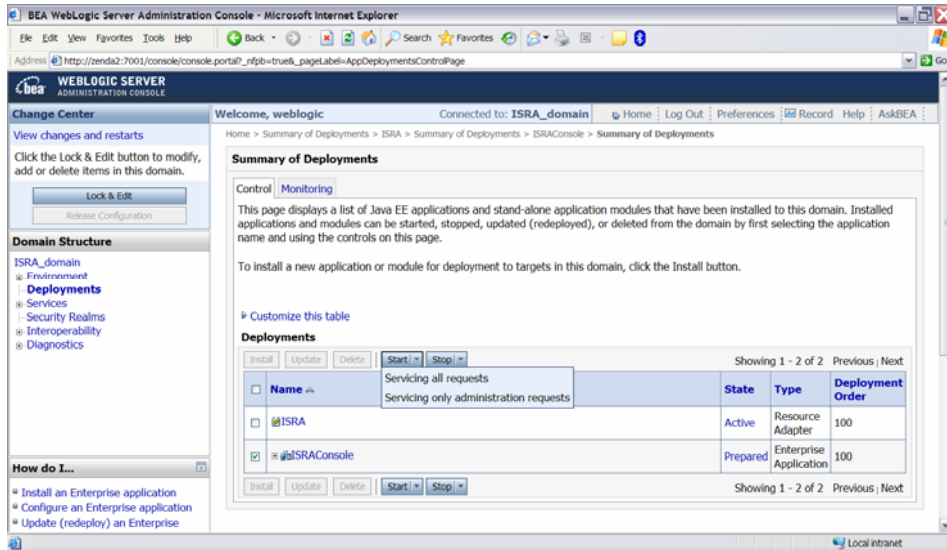 BEA WebLogic Server Administration Console - Microsoft Internet Explorer
File Edit View Favorites Tools Help
Back Search Favorites
Address http://zenda2:7001/console/console.portal?_nfpb=true&_pageLabel=AppDeploymentsControlPage Go
bea WEBLOGIC SERVER
ADMINISTRATION CONSOLE
Change Center
View changes and restarts
Click the Lock & Edit button to modify,
add or delete items in this domain.
Lock & Edit
Release Configuration
Domain Structure
ISRA_domain
Environment
Deployments
Services
Security Realms
Interoperability
Diagnostics
How do I...
Install an Enterprise application
Configure an Enterprise application
Update (redeploy) an Enterprise
Welcome, weblogic Connected to: ISRA_domain Home Log Out Preferences Record Help AskBEA
Home > Summary of Deployments > ISRA > Summary of Deployments > ISRAConsole > Summary of Deployments
Summary of Deployments
Control Monitoring
This page displays a list of Java EE applications and stand-alone application modules that have been installed to this domain. Installed
applications and modules can be started, stopped, updated (redeployed), or deleted from the domain by first selecting the application
name and using the controls on this page.
To install a new application or module for deployment to targets in this domain, click the Install button.
Customize this table
Deployments
Install Update Delete Start Stop Showing 1 - 2 of 2 Previous | Next
Servicing all requests
Servicing only administration requests
Name State Type Deployment Order
ISRA Active Resource Adapter 100
ISRAConsole Prepared Enterprise Application 100
Install Update Delete Start Stop Showing 1 - 2 of 2 Previous | Next
Local intranet